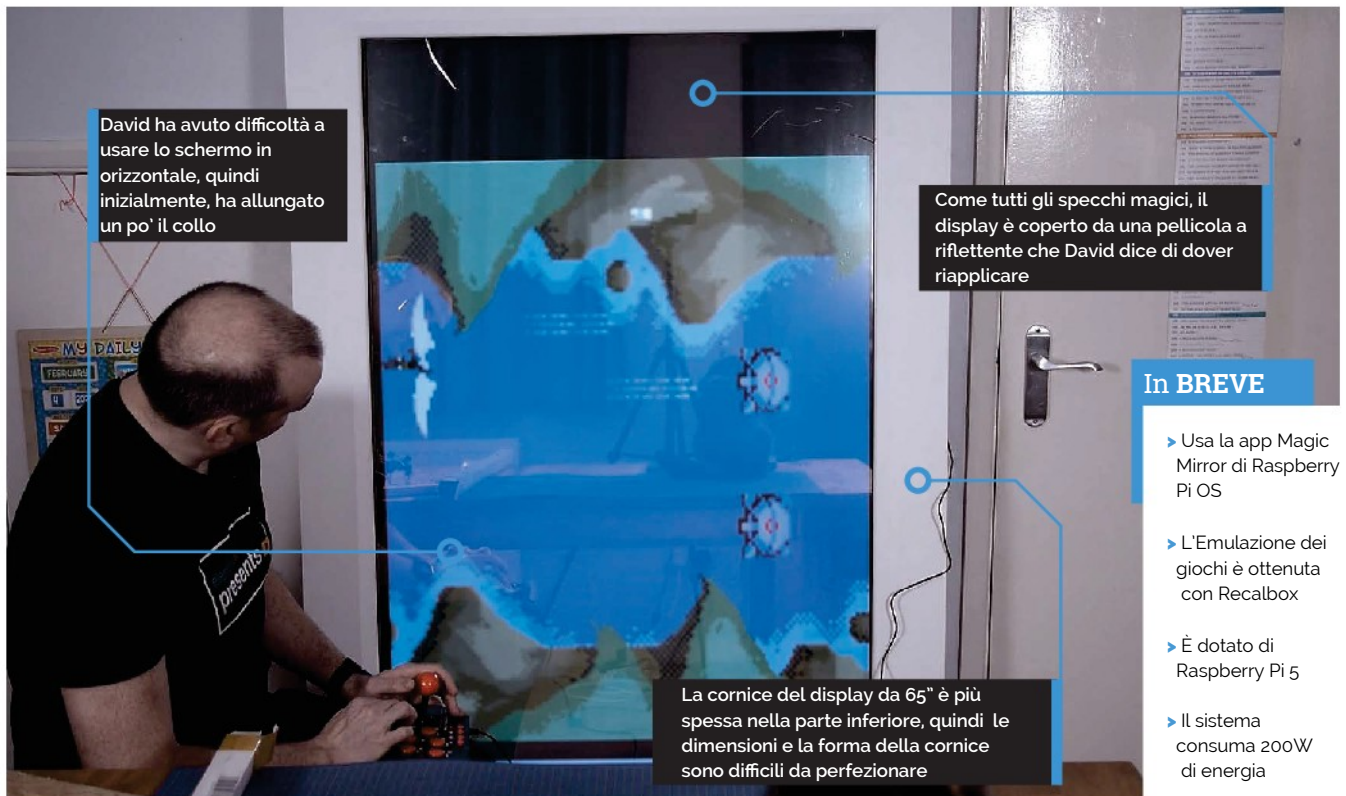 David ha avuto difficoltà a
usare lo schermo in
orizzontale, quindi
inizialmente, ha allungato
un po' il collo
Come tutti gli specchi magici, il
display è coperto da una pellicola a
riflettente che David dice di dover
riapplicare
MY DAILY
FEBRUARY
4
presents
In BREVE
> Usa la app Magic
Mirror di Raspberry
Pi OS
> L'Emulazione dei
giochi è ottenuta
con Recalbox
> È dotato di
Raspberry Pi 5
> Il sistema
consuma 200W
di energia
La cornice del display da 65” è più
spessa nella parte inferiore, quindi le
dimensioni e la forma della cornice
sono difficili da perfezionare